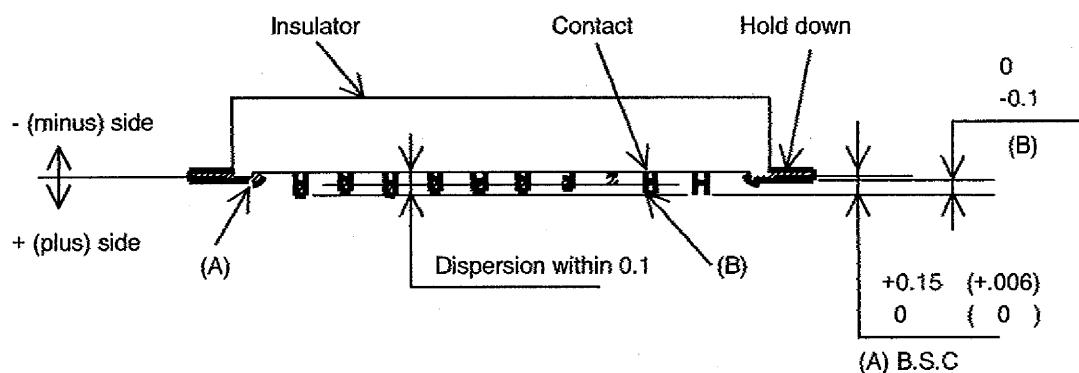 Insulator
Contact
Hold down
0
-0.1
(B)
- (minus) side
+ (plus) side
(A)
Dispersion within 0.1
(B)
+0.15 (+.006)
0 ( 0 )
(A) B.S.C